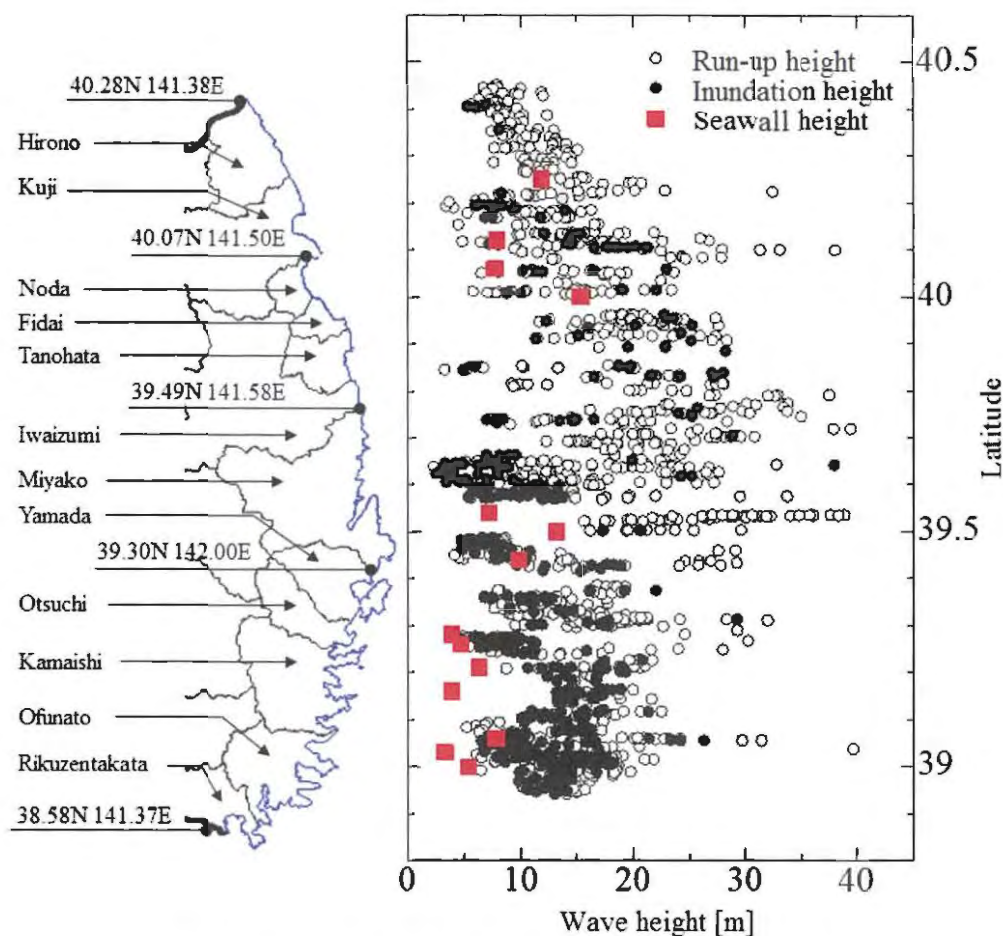 40.28N 141.38E
Hirono
Kuji
40.07N 141.50E
Noda
Fidai
Tanohata
39.49N 141.58E
Iwaizumi
Miyako
Yamada
39.30N 142.00E
Otsuchi
Kamaishi
Ofunato
Rikuzentakata
38.58N 141.37E
Run-up height
Inundation height
Seawall height
40.5
40
39.5
39
Latitude
0 10 20 30 40
Wave height [m]